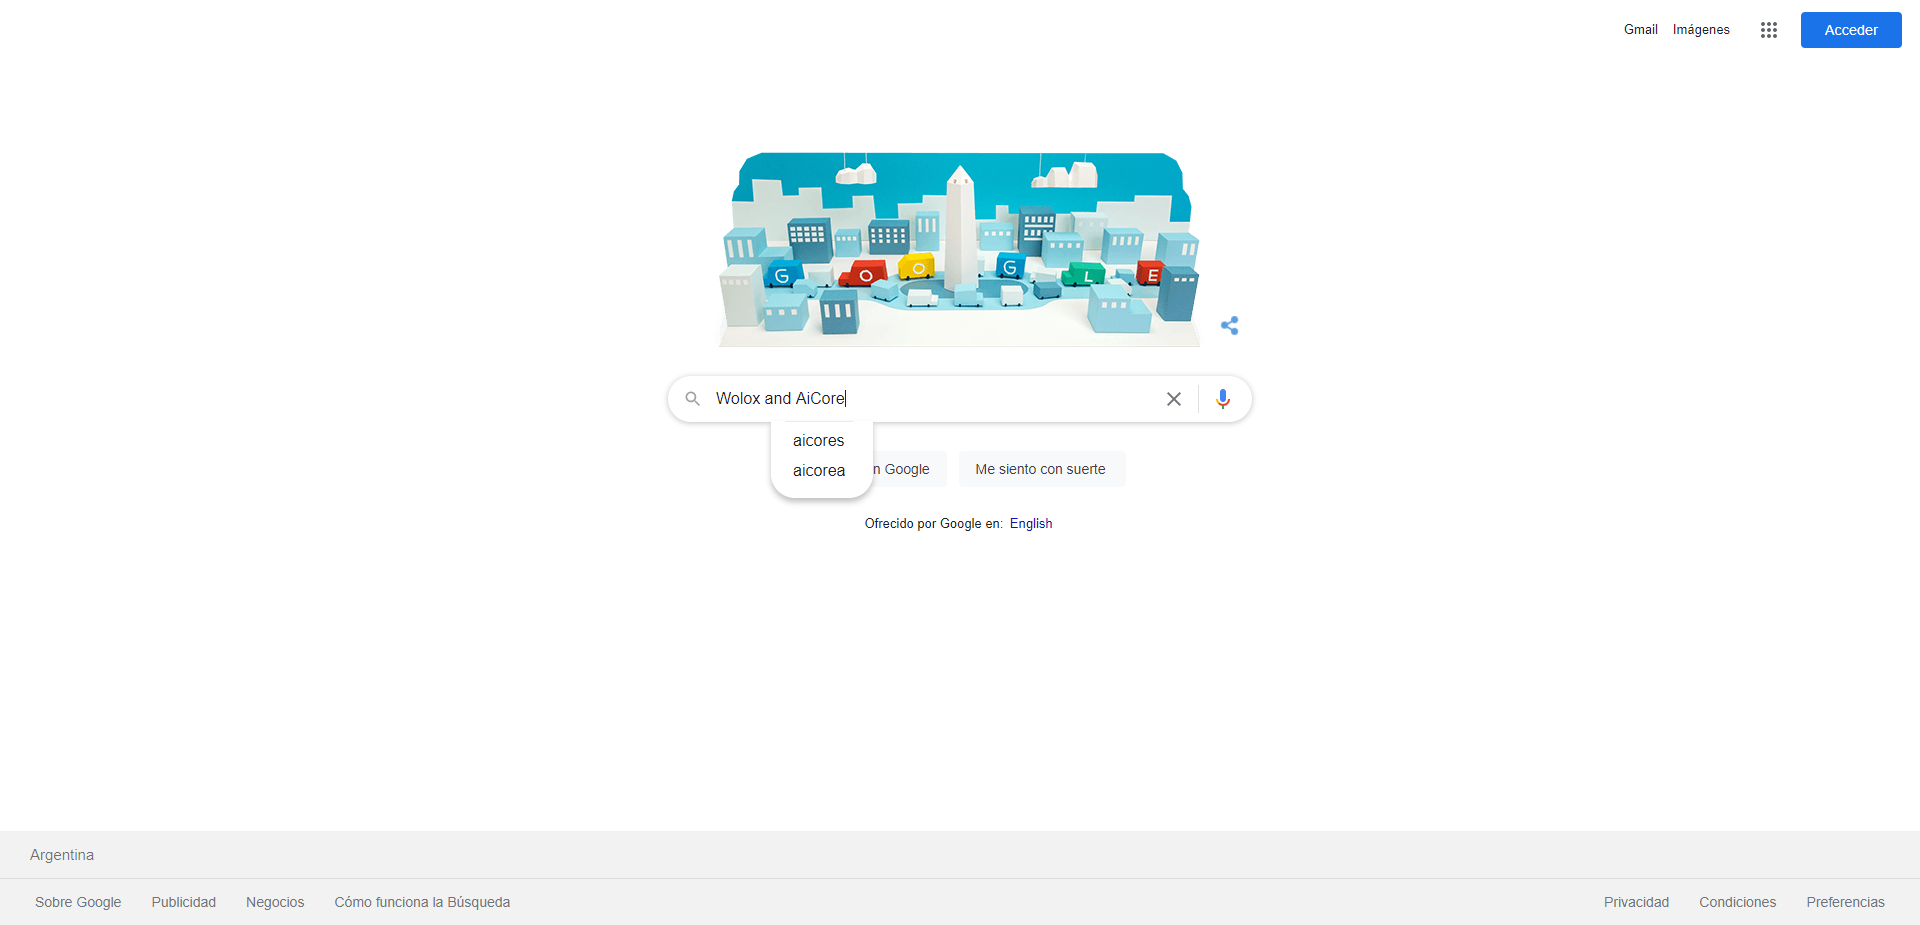 Gmail Imágenes Acceder
G O O G L E
Wolox and AiCore
aicores
aicorea
Google Me siento con suerte
Ofrecido por Google en: English
Argentina
Sobre Google Publicidad Negocios Cómo funciona la Búsqueda Privacidad Condiciones Preferencias